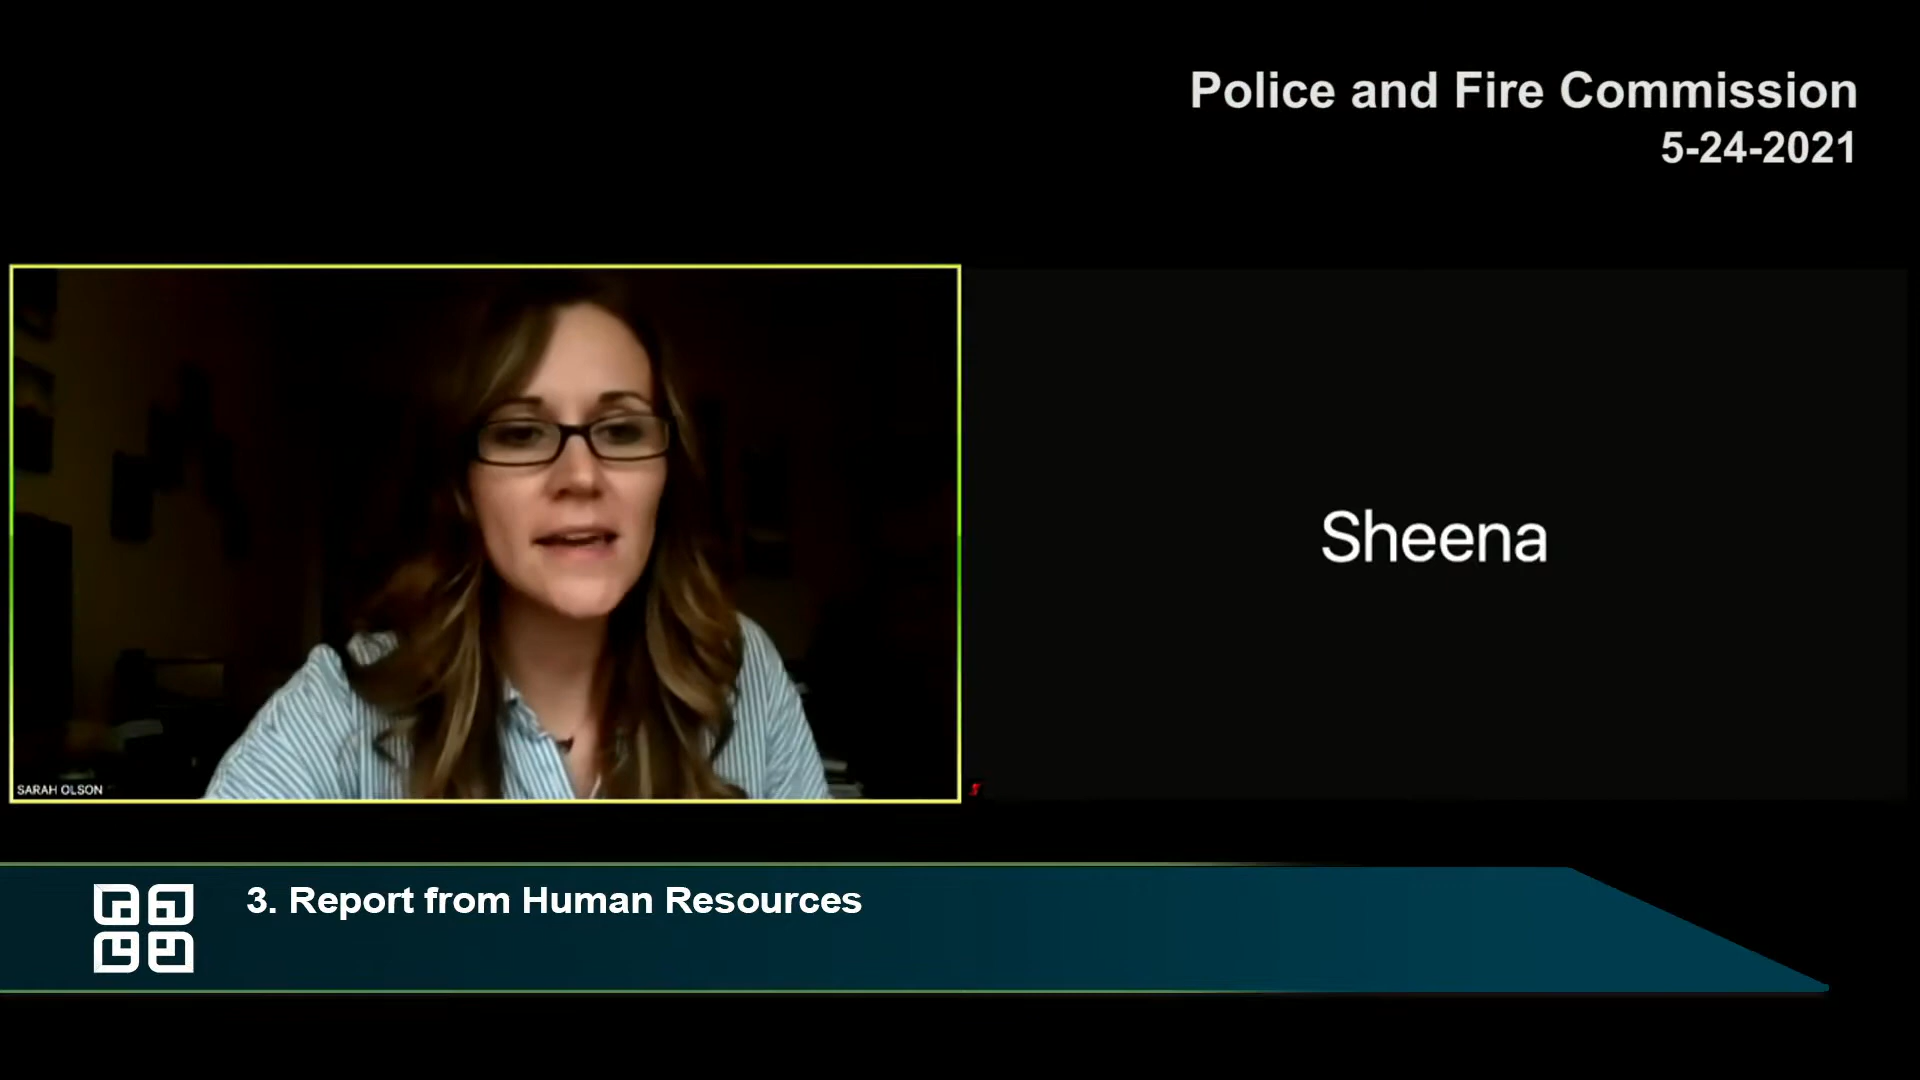 Police and Fire Commission
5-24-2021
Sheena
SARAH OLSON
3. Report from Human Resources